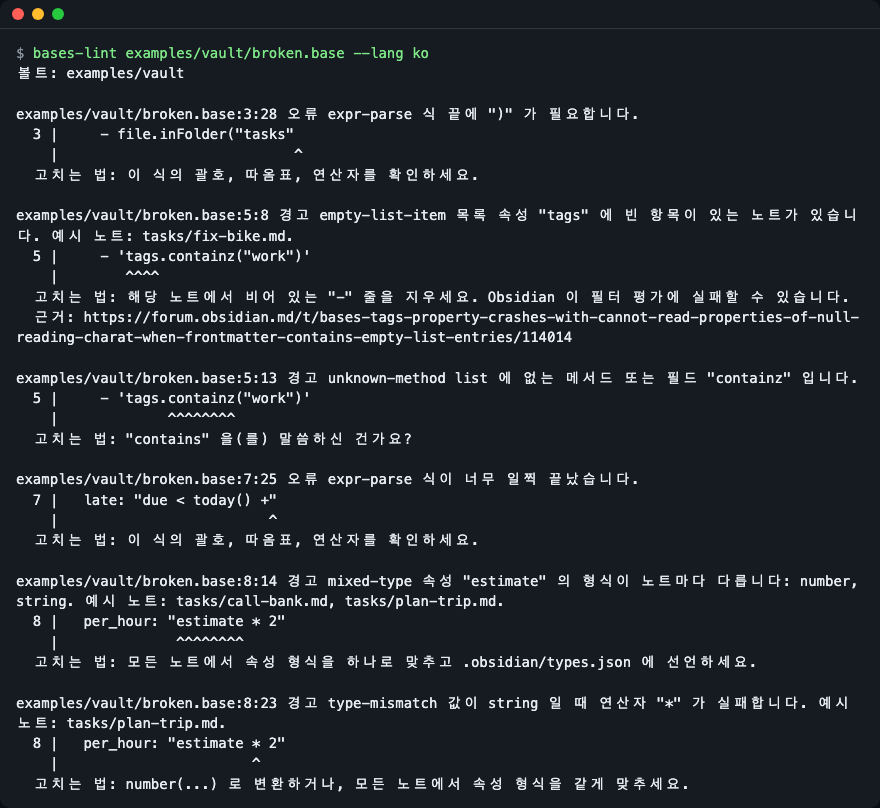 $ bases-lint examples/vault/broken.base --lang ko
볼트: examples/vault
examples/vault/broken.base:3:28 오류 expr-parse 식 끝에 ")" 가 필요합니다.
3 |     - file.inFolder("tasks"
|                            ^
고치는 법: 이 식의 괄호, 따옴표, 연산자를 확인하세요.
examples/vault/broken.base:5:8 경고 empty-list-item 목록 속성 "tags" 에 빈 항목이 있는 노트가 있습니
다. 예시 노트: tasks/fix-bike.md.
5 |     - 'tags.containz("work")'
|        ^^^^
고치는 법: 해당 노트에서 비어 있는 "-" 줄을 지우세요. Obsidian 이 필터 평가에 실패할 수 있습니다.
근거: https://forum.obsidian.md/t/bases-tags-property-crashes-with-cannot-read-properties-of-null-
reading-charat-when-frontmatter-contains-empty-list-entries/114014
examples/vault/broken.base:5:13 경고 unknown-method list 에 없는 메서드 또는 필드 "containz" 입니다.
5 |     - 'tags.containz("work")'
|             ^^^^^^^^
고치는 법: "contains" 을(를) 말씀하신 건가요?
examples/vault/broken.base:7:25 오류 expr-parse 식이 너무 일찍 끝났습니다.
7 |   late: "due < today() +"
|                         ^
고치는 법: 이 식의 괄호, 따옴표, 연산자를 확인하세요.
examples/vault/broken.base:8:14 경고 mixed-type 속성 "estimate" 의 형식이 노트마다 다릅니다: number,
string. 예시 노트: tasks/call-bank.md, tasks/plan-trip.md.
8 |   per_hour: "estimate * 2"
|              ^^^^^^^^
고치는 법: 모든 노트에서 속성 형식을 하나로 맞추고 .obsidian/types.json 에 선언하세요.
examples/vault/broken.base:8:23 경고 type-mismatch 값이 string 일 때 연산자 "*" 가 실패합니다. 예시
노트: tasks/plan-trip.md.
8 |   per_hour: "estimate * 2"
|                       ^
고치는 법: number(...) 로 변환하거나, 모든 노트에서 속성 형식을 같게 맞추세요.